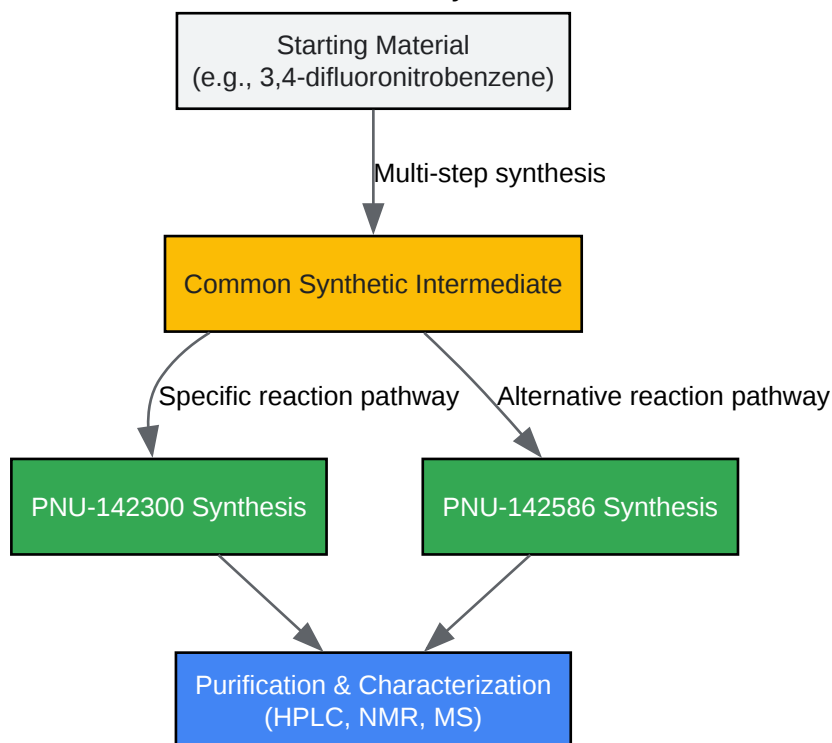 Starting Material
(e.g., 3,4-difluoronitrobenzene)
Multi-step synthesis
Common Synthetic Intermediate
Specific reaction pathway
Alternative reaction pathway
PNU-142300 Synthesis
PNU-142586 Synthesis
Purification & Characterization
(HPLC, NMR, MS)